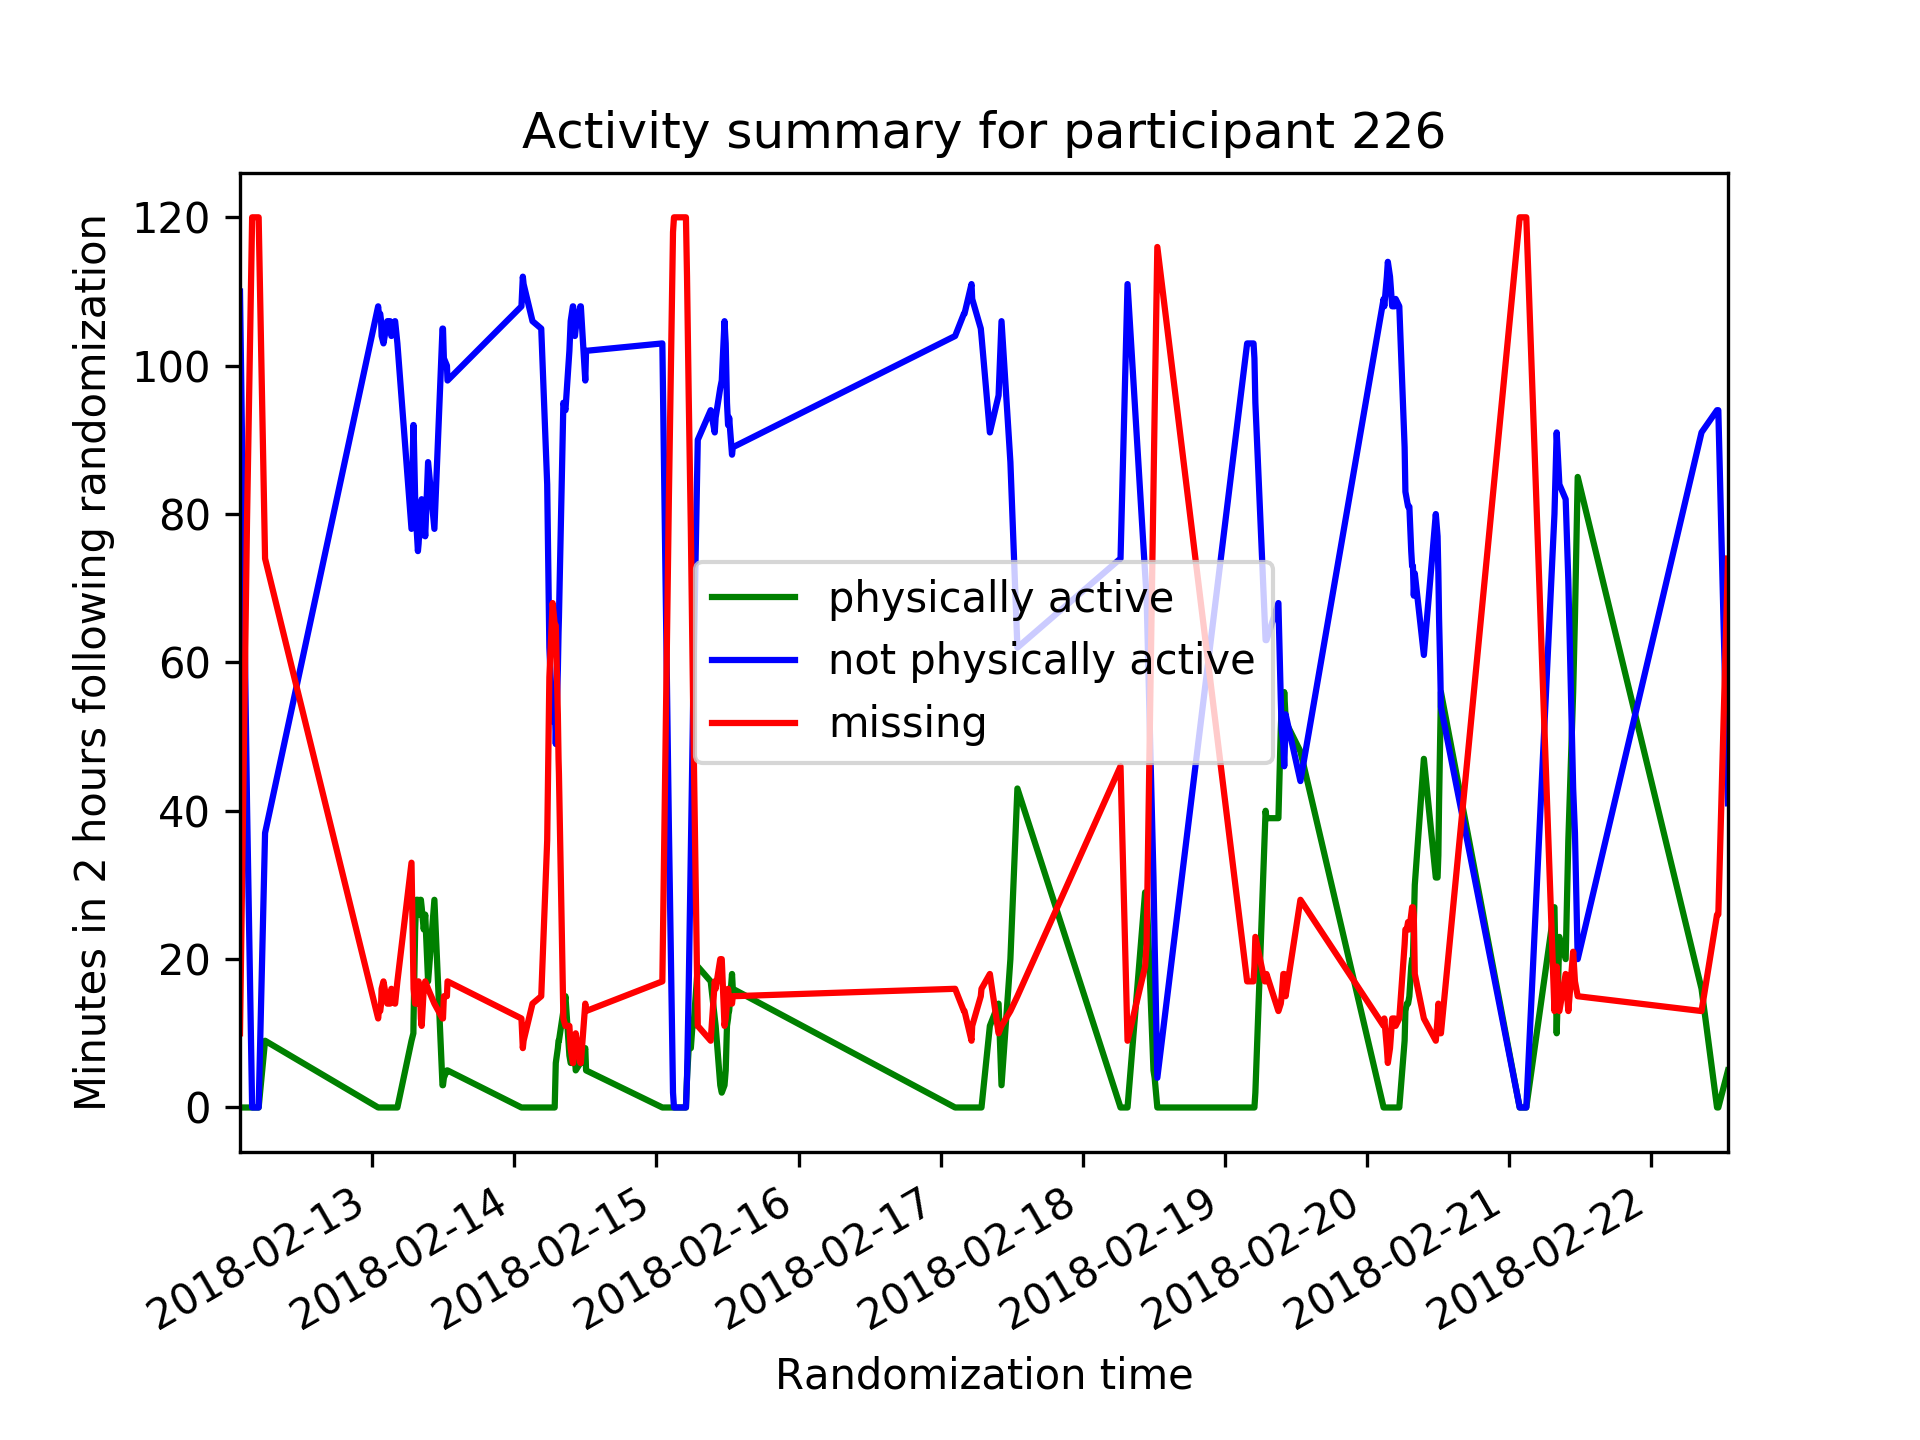 Activity summary for participant 226
Minutes in 2 hours following randomization
120
100
80
60
40
20
0
physically active
not physically active
missing
2018-02-13
2018-02-14
2018-02-15
2018-02-16
2018-02-17
2018-02-18
2018-02-19
2018-02-20
2018-02-21
2018-02-22
Randomization time